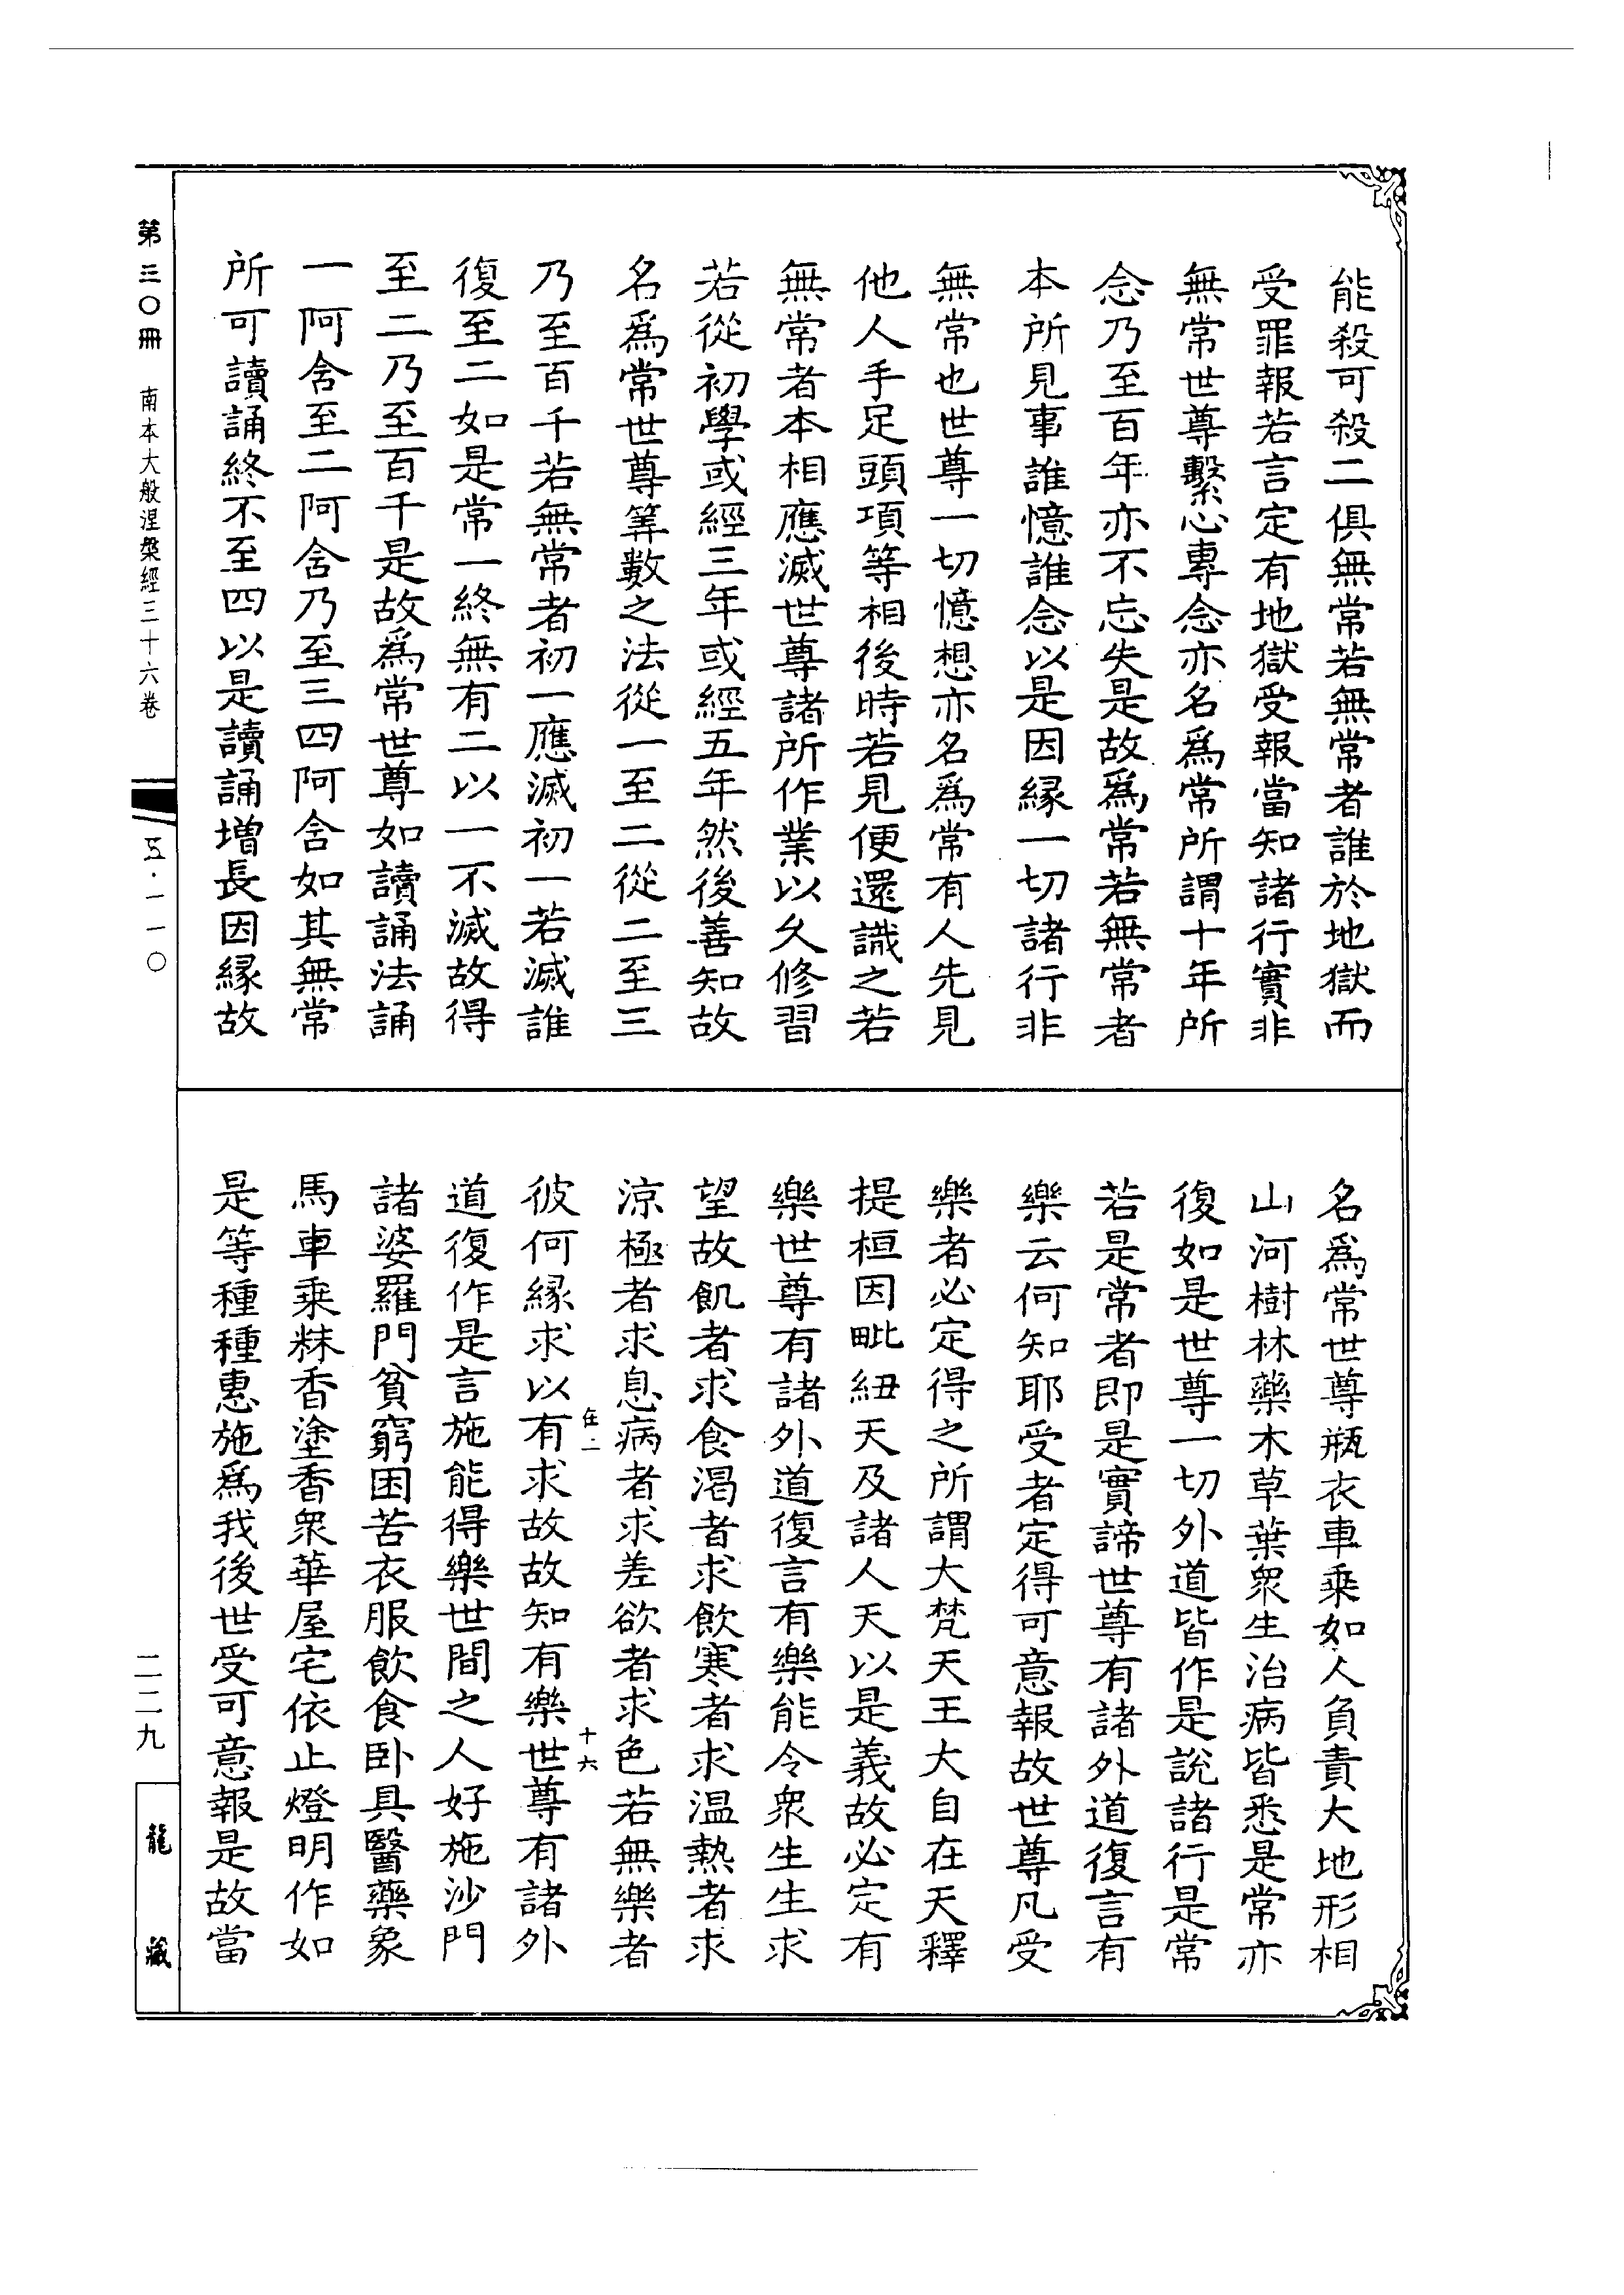 能殺可殺二俱無常若無常者誰於地獄而
受罪報若言定有地獄受報當知諸行實非
無常世尊繫心專念亦名爲常所謂十年所
念乃至百年亦不忘失是故爲常若無常者
本所見事誰憶誰念以是因緣一切諸行非
無常也世尊一切憶想亦名爲常有人先見
他人手足頭項等相後時若見便還識之若
無常者本相應滅世尊諸所作業以久修習
若從初學或經三年或經五年然後善知故
名爲常世尊筭數之法從一至二從二至三
乃至百千若無常者初一應滅初一若滅誰
復至二如是常一終無有二以一不滅故得
至二乃至百千是故爲常世尊如讀誦法誦
一阿含至二阿含乃至三四阿含如其無常
所可讀誦終不至四以是讀誦增長因緣故
名爲常世尊瓶衣車乘如人負責大地形相
山河樹林藥木草葉衆生治病皆悉是常亦
復如是世尊一切外道皆作是說諸行是常
若是常者即是實諦世尊有諸外道復言有
樂云何知耶受者定得可意報故世尊凡受
樂者必定得之所謂大梵天王大自在天釋
提桓因毗紐天及諸人天以是義故必定有
樂世尊有諸外道復言有樂能令衆生生求
望故飢者求食渴者求飲寒者求温熱者求
涼極者求息病者求差欲者求色若無樂者
彼何緣求以有求故故知有樂世尊有諸外
道復作是言施能得樂世間之人好施沙門
諸婆羅門貧窮困苦衣服飲食卧具醫藥象
馬車乘粖香塗香衆華屋宅依止燈明作如
是等種種惠施爲我後世受可意報是故當
十六
第三〇冊
南本大般涅槃經三十六卷
五·一一〇
二二九
龍藏